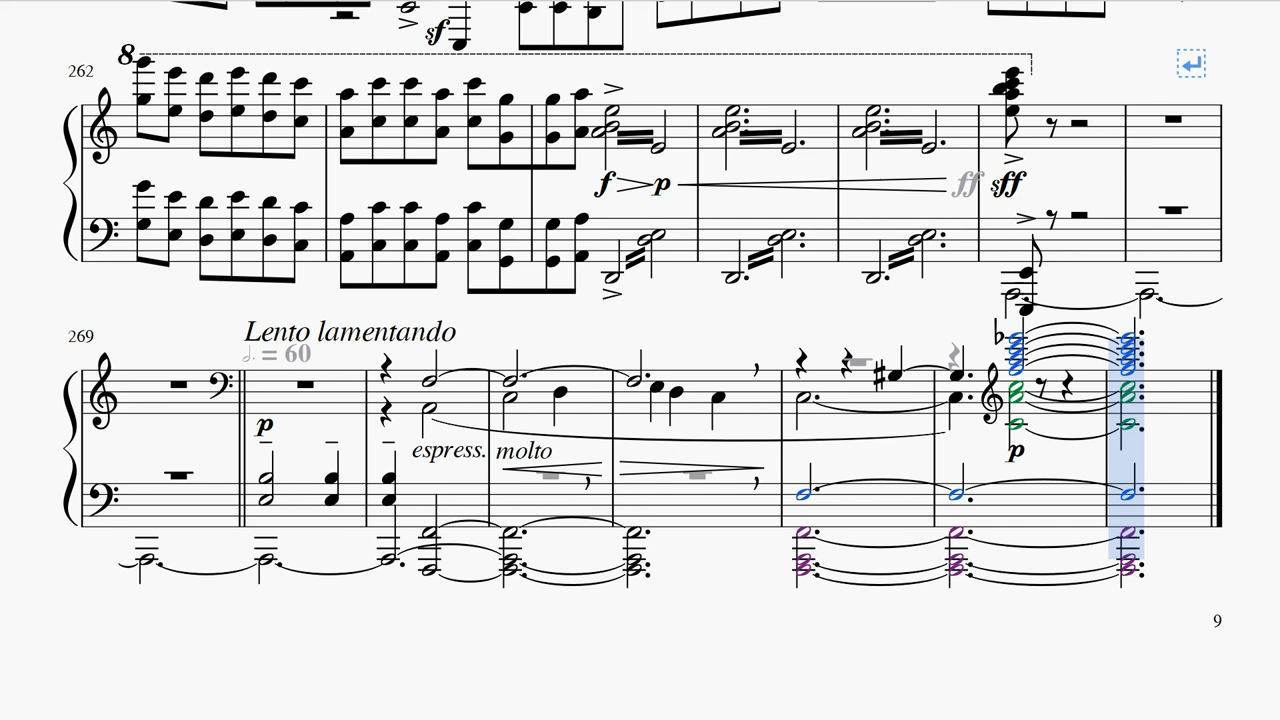 sf
8
262
f p ff sff
269
Lento lamentando
= 60
p
espress. molto
p
9